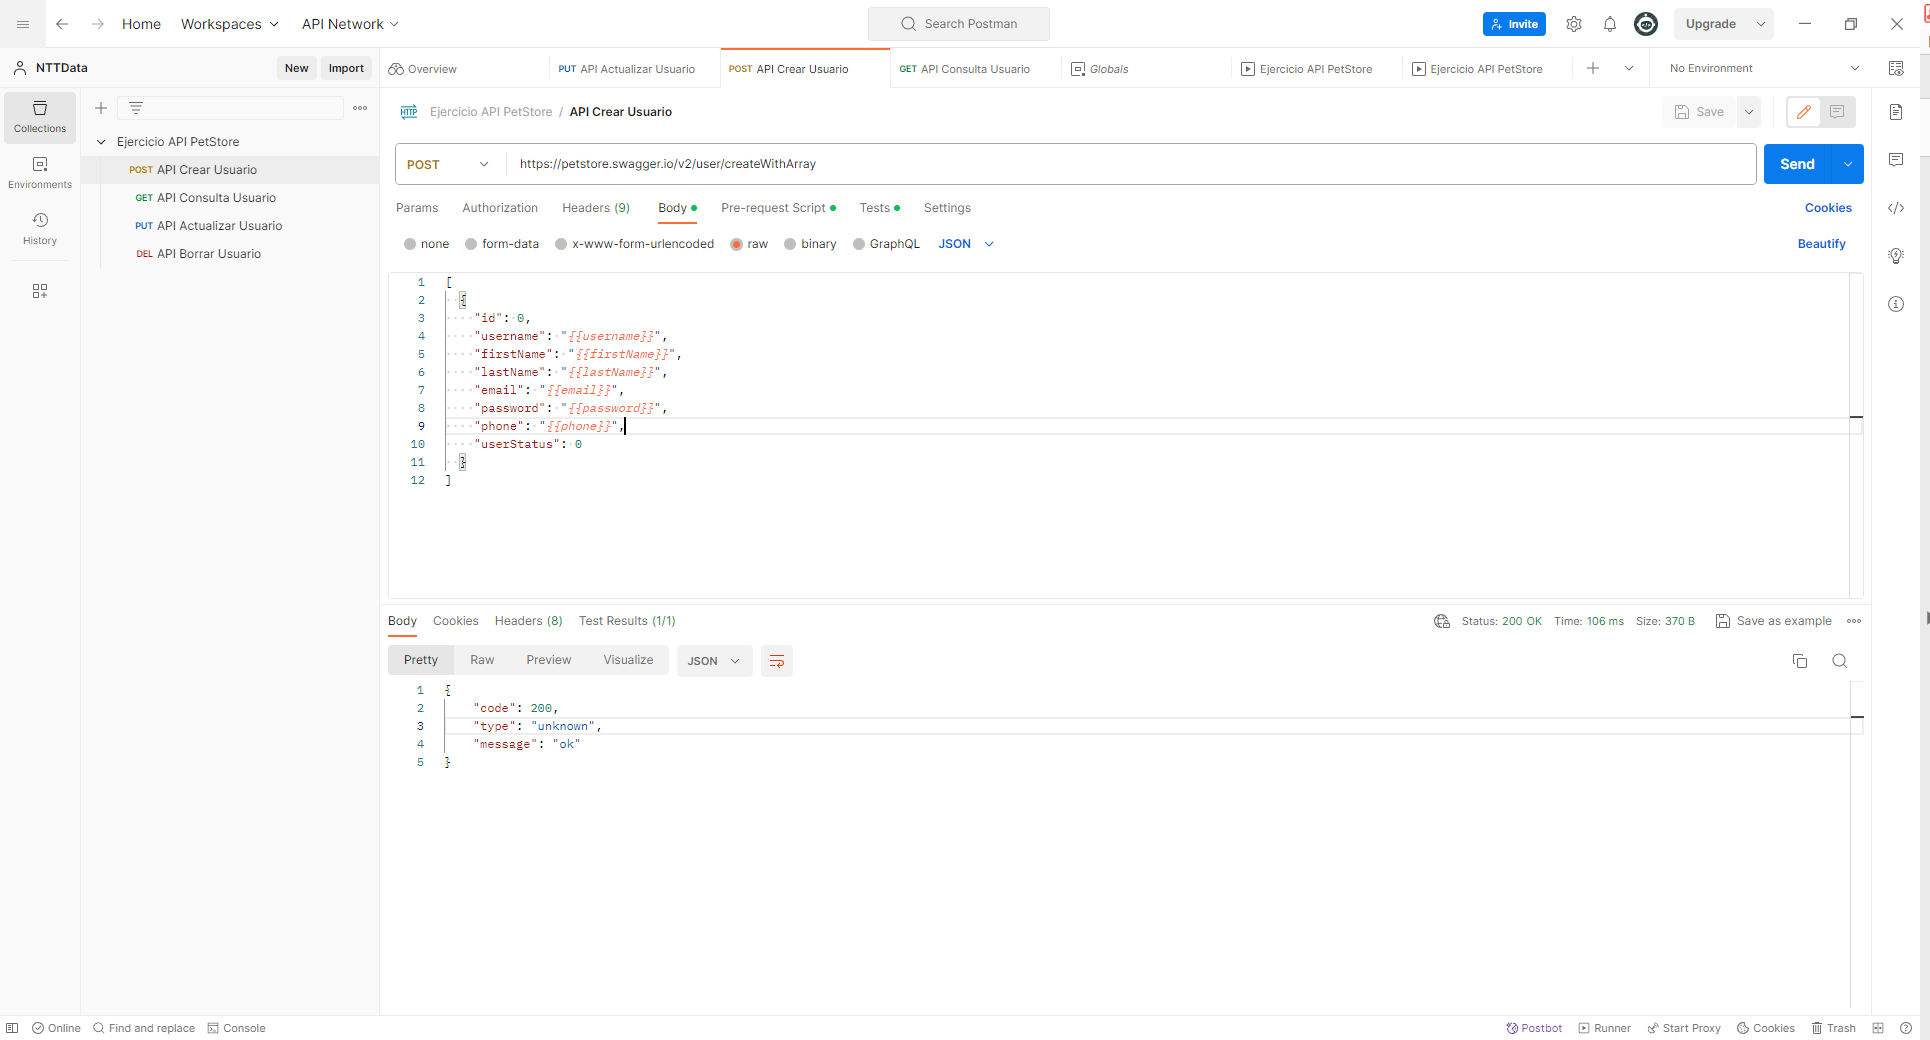 Home Workspaces API Network Search Postman Invite Upgrade
NTTData New Import Overview PUT API Actualizar Usuario POST API Crear Usuario GET API Consulta Usuario Globals Ejercicio API PetStore Ejercicio API PetStore No Environment
Collections
Environments
History
Ejercicio API PetStore
POST API Crear Usuario
GET API Consulta Usuario
PUT API Actualizar Usuario
DEL API Borrar Usuario
HTTP Ejercicio API PetStore / API Crear Usuario Save
POST https://petstore.swagger.io/v2/user/createWithArray Send
Params Authorization Headers (9) Body Pre-request Script Tests Settings Cookies
none form-data x-www-form-urlencoded raw binary GraphQL JSON Beautify
1 [
2 {
3 "id": 0,
4 "username": "{{username}}",
5 "firstName": "{{firstName}}",
6 "lastName": "{{lastName}}",
7 "email": "{{email}}",
8 "password": "{{password}}",
9 "phone": "{{phone}}",
10 "userStatus": 0
11 }
12 ]
Body Cookies Headers (8) Test Results (1/1) Status: 200 OK Time: 106 ms Size: 370 B Save as example
Pretty Raw Preview Visualize JSON
1 {
2 "code": 200,
3 "type": "unknown",
4 "message": "ok"
5 }
Online Find and replace Console Postbot Runner Start Proxy Cookies Trash